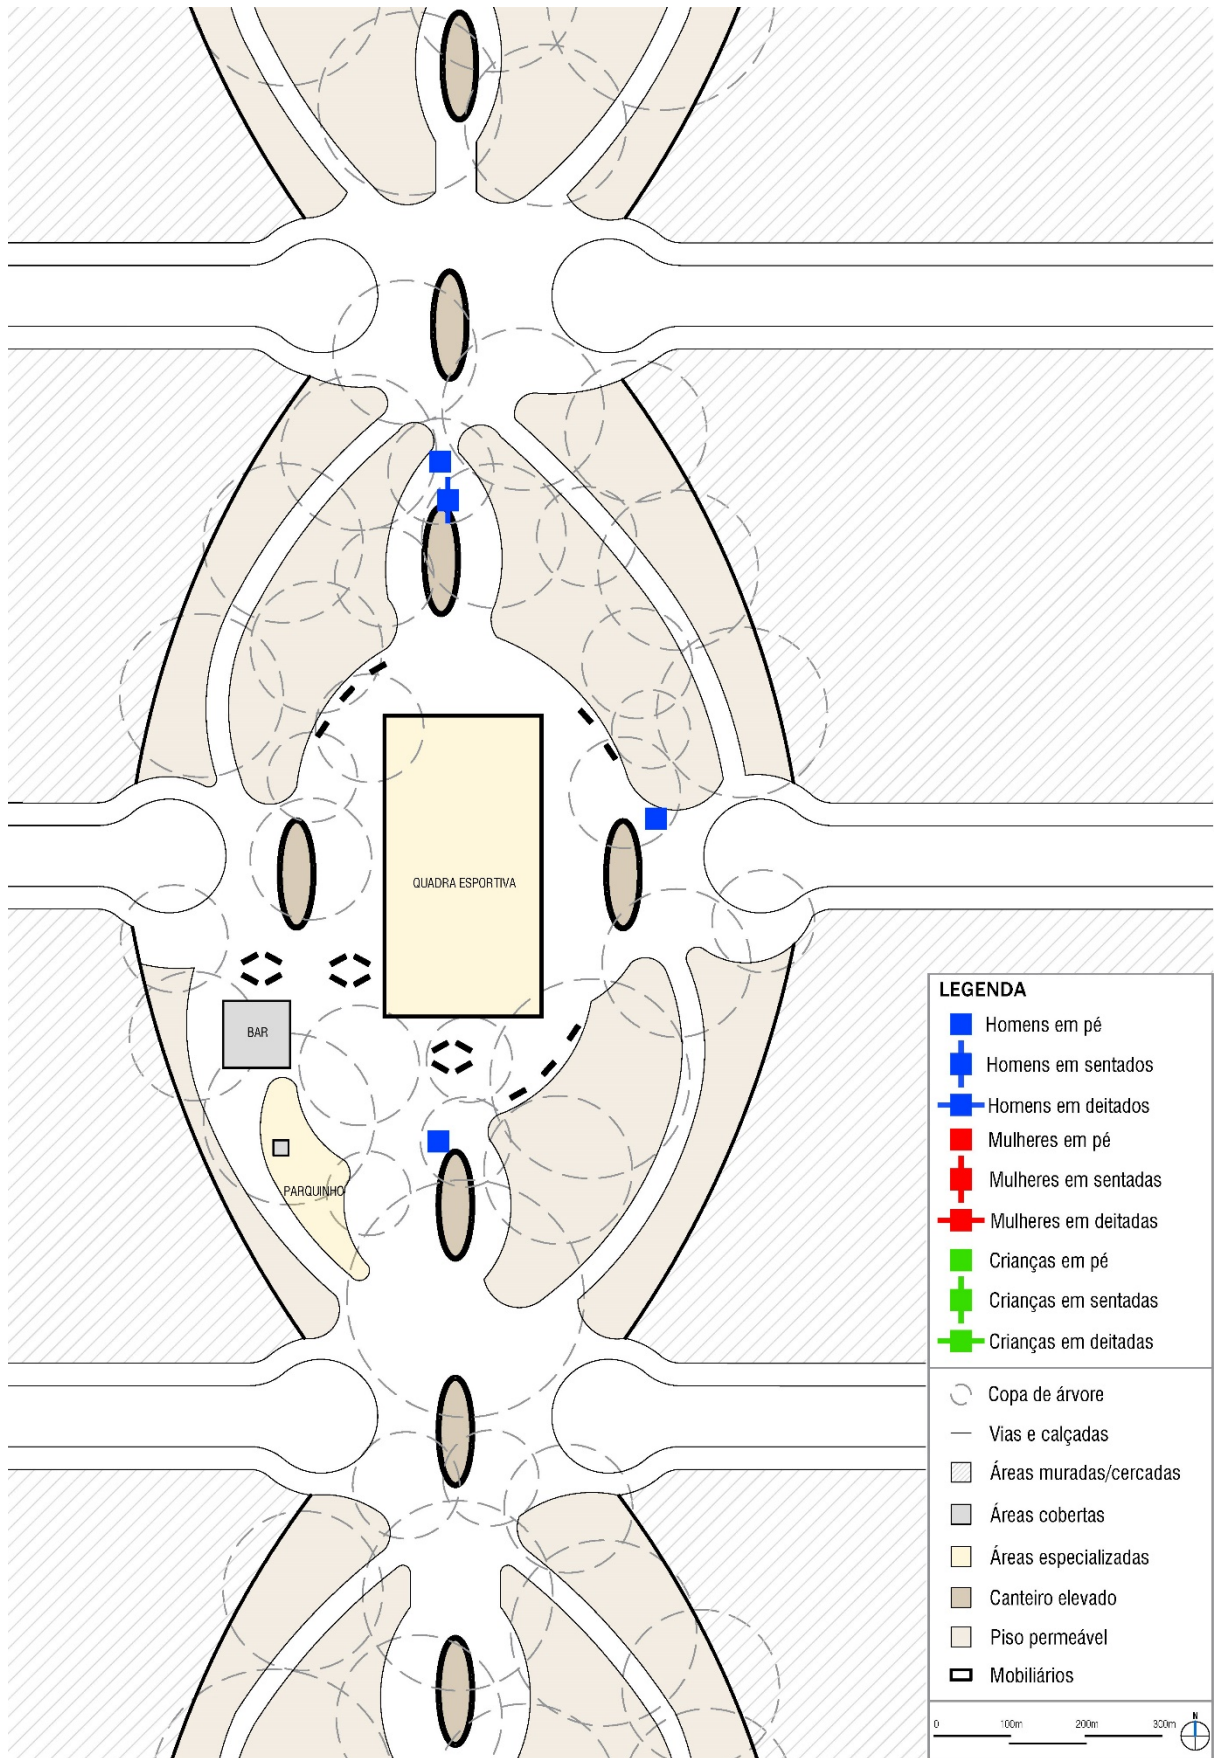 QUADRA ESPORTIVA
BAR
PARQUINHO
LEGENDA
Homens em pé
Homens em sentados
Homens em deitados
Mulheres em pé
Mulheres em sentadas
Mulheres em deitadas
Crianças em pé
Crianças em sentadas
Crianças em deitadas
Copa de árvore
Vias e calçadas
Áreas muradas/cercadas
Áreas cobertas
Áreas especializadas
Canteiro elevado
Piso permeável
Mobiliários
0 100m 200m 300m N